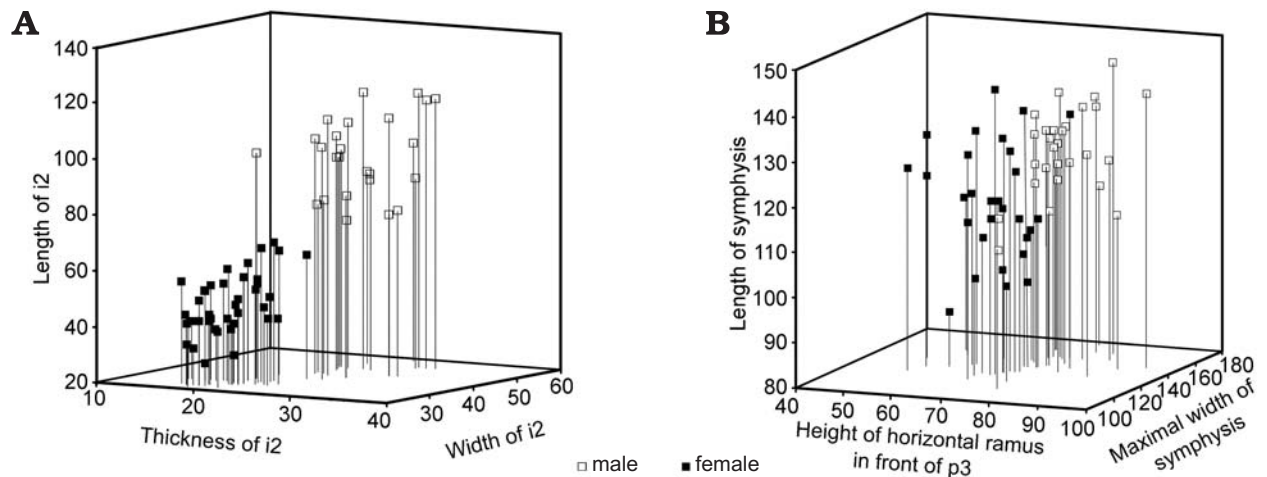 A
140
120
100
80
60
40
20
Length of i2
10
20
30
40
Thickness of i2
30
40
50
60
Width of i2
B
150
140
130
120
110
100
90
80
Length of symphysis
40
50
60
70
80
90
100
Height of horizontal ramus
in front of p3
100
120
140
160
180
Maximal width of
symphysis
male
female